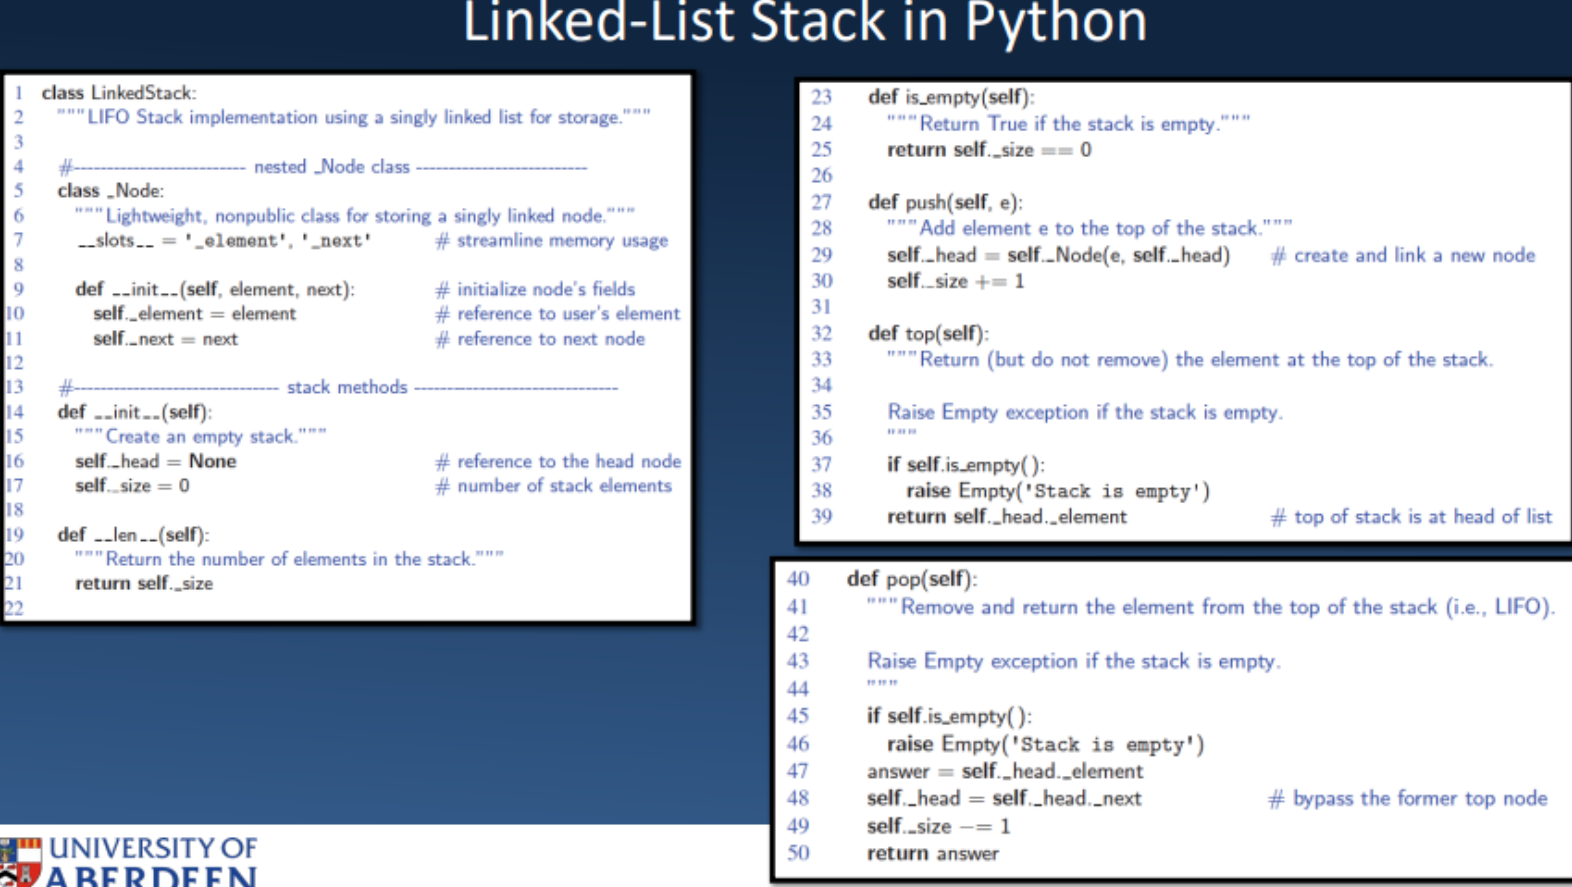 Linked-List Stack in Python
1 class LinkedStack:
2 """LIFO Stack implementation using a singly linked list for storage."""
3
4 #-------------------------- nested _Node class --------------------------
5 class _Node:
6 """Lightweight, nonpublic class for storing a singly linked node."""
7 __slots__ = '_element', '_next' # streamline memory usage
8
9 def __init__(self, element, next): # initialize node's fields
10 self._element = element # reference to user's element
11 self._next = next # reference to next node
12
13 #------------------------------- stack methods -------------------------------
14 def __init__(self):
15 """Create an empty stack."""
16 self._head = None # reference to the head node
17 self._size = 0 # number of stack elements
18
19 def __len__(self):
20 """Return the number of elements in the stack."""
21 return self._size
22
23 def is_empty(self):
24 """Return True if the stack is empty."""
25 return self._size == 0
26
27 def push(self, e):
28 """Add element e to the top of the stack."""
29 self._head = self._Node(e, self._head) # create and link a new node
30 self._size += 1
31
32 def top(self):
33 """Return (but do not remove) the element at the top of the stack.
34
35 Raise Empty exception if the stack is empty.
36 """
37 if self.is_empty():
38 raise Empty('Stack is empty')
39 return self._head._element # top of stack is at head of list
40 def pop(self):
41 """Remove and return the element from the top of the stack (i.e., LIFO).
42
43 Raise Empty exception if the stack is empty.
44 """
45 if self.is_empty():
46 raise Empty('Stack is empty')
47 answer = self._head._element
48 self._head = self._head._next # bypass the former top node
49 self._size −= 1
50 return answer
UNIVERSITY OF
ABERDEEN